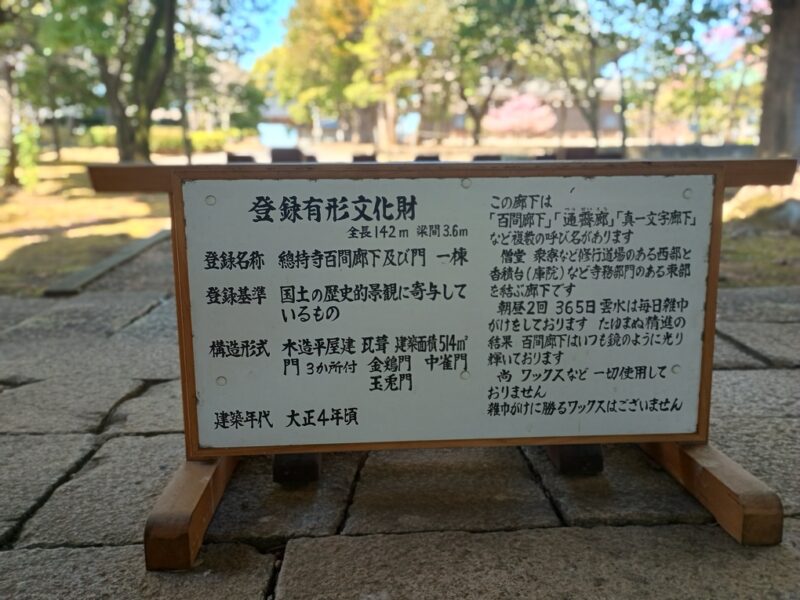 登録有形文化財
全長142m 梁間3.6m
登録名称 總持寺百間廊下及び門 一棟
登録基準 国土の歴史的景観に寄与して
いるもの
構造形式 木造平屋建 瓦葺 建築面積514㎡
門 3か所付 金鶏門 中雀門
玉兎門
建築年代 大正4年頃
この廊下は
「百間廊下」「通霽廊」「真一文字廊下」
など複数の呼び名があります
僧堂 衆寮など修行道場のある西部と
香積台(庫院)など寺務部門のある東部
を結ぶ廊下です
朝昼2回 365日 雲水は毎日雑巾
がけをしております たゆまぬ精進の
結果 百間廊下はいつも鏡のように光り
輝いております
尚 ワックスなど一切使用して
おりません
雑巾がけに勝るワックスはございません